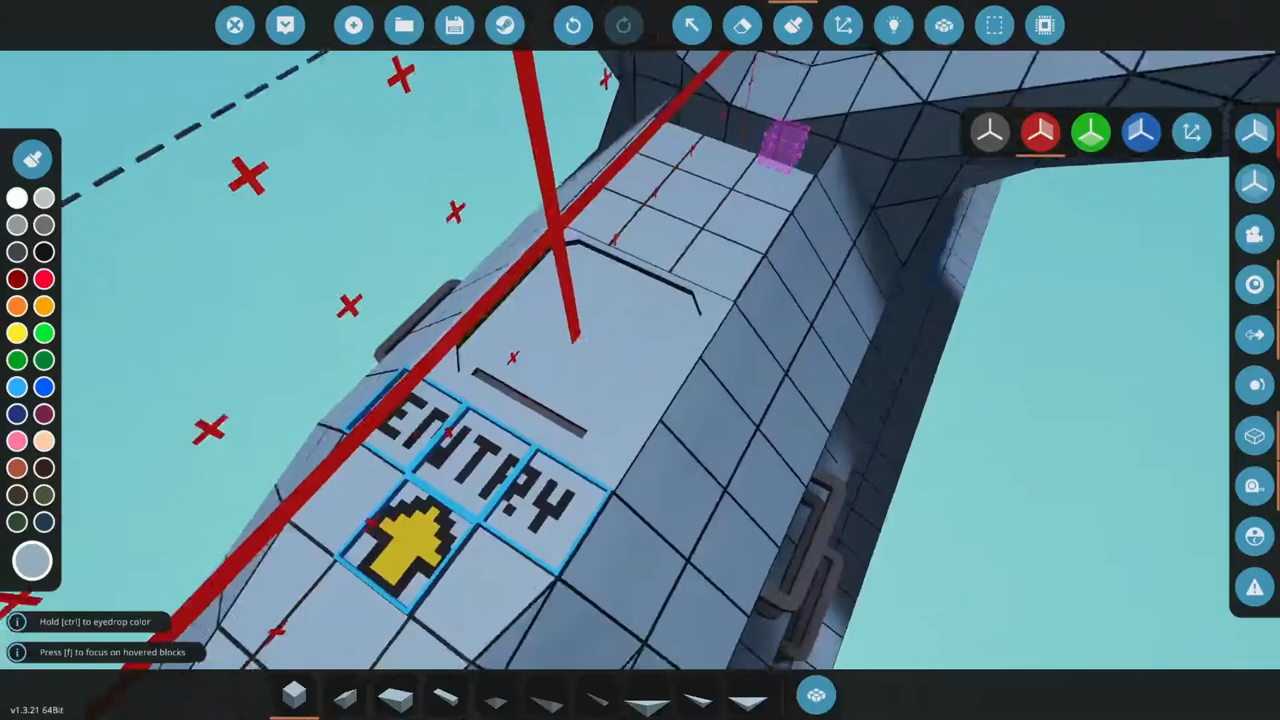 ENTRY
Hold [ctrl] to eyedrop color
Press [f] to focus on hovered blocks
v1.3.21 64Bit